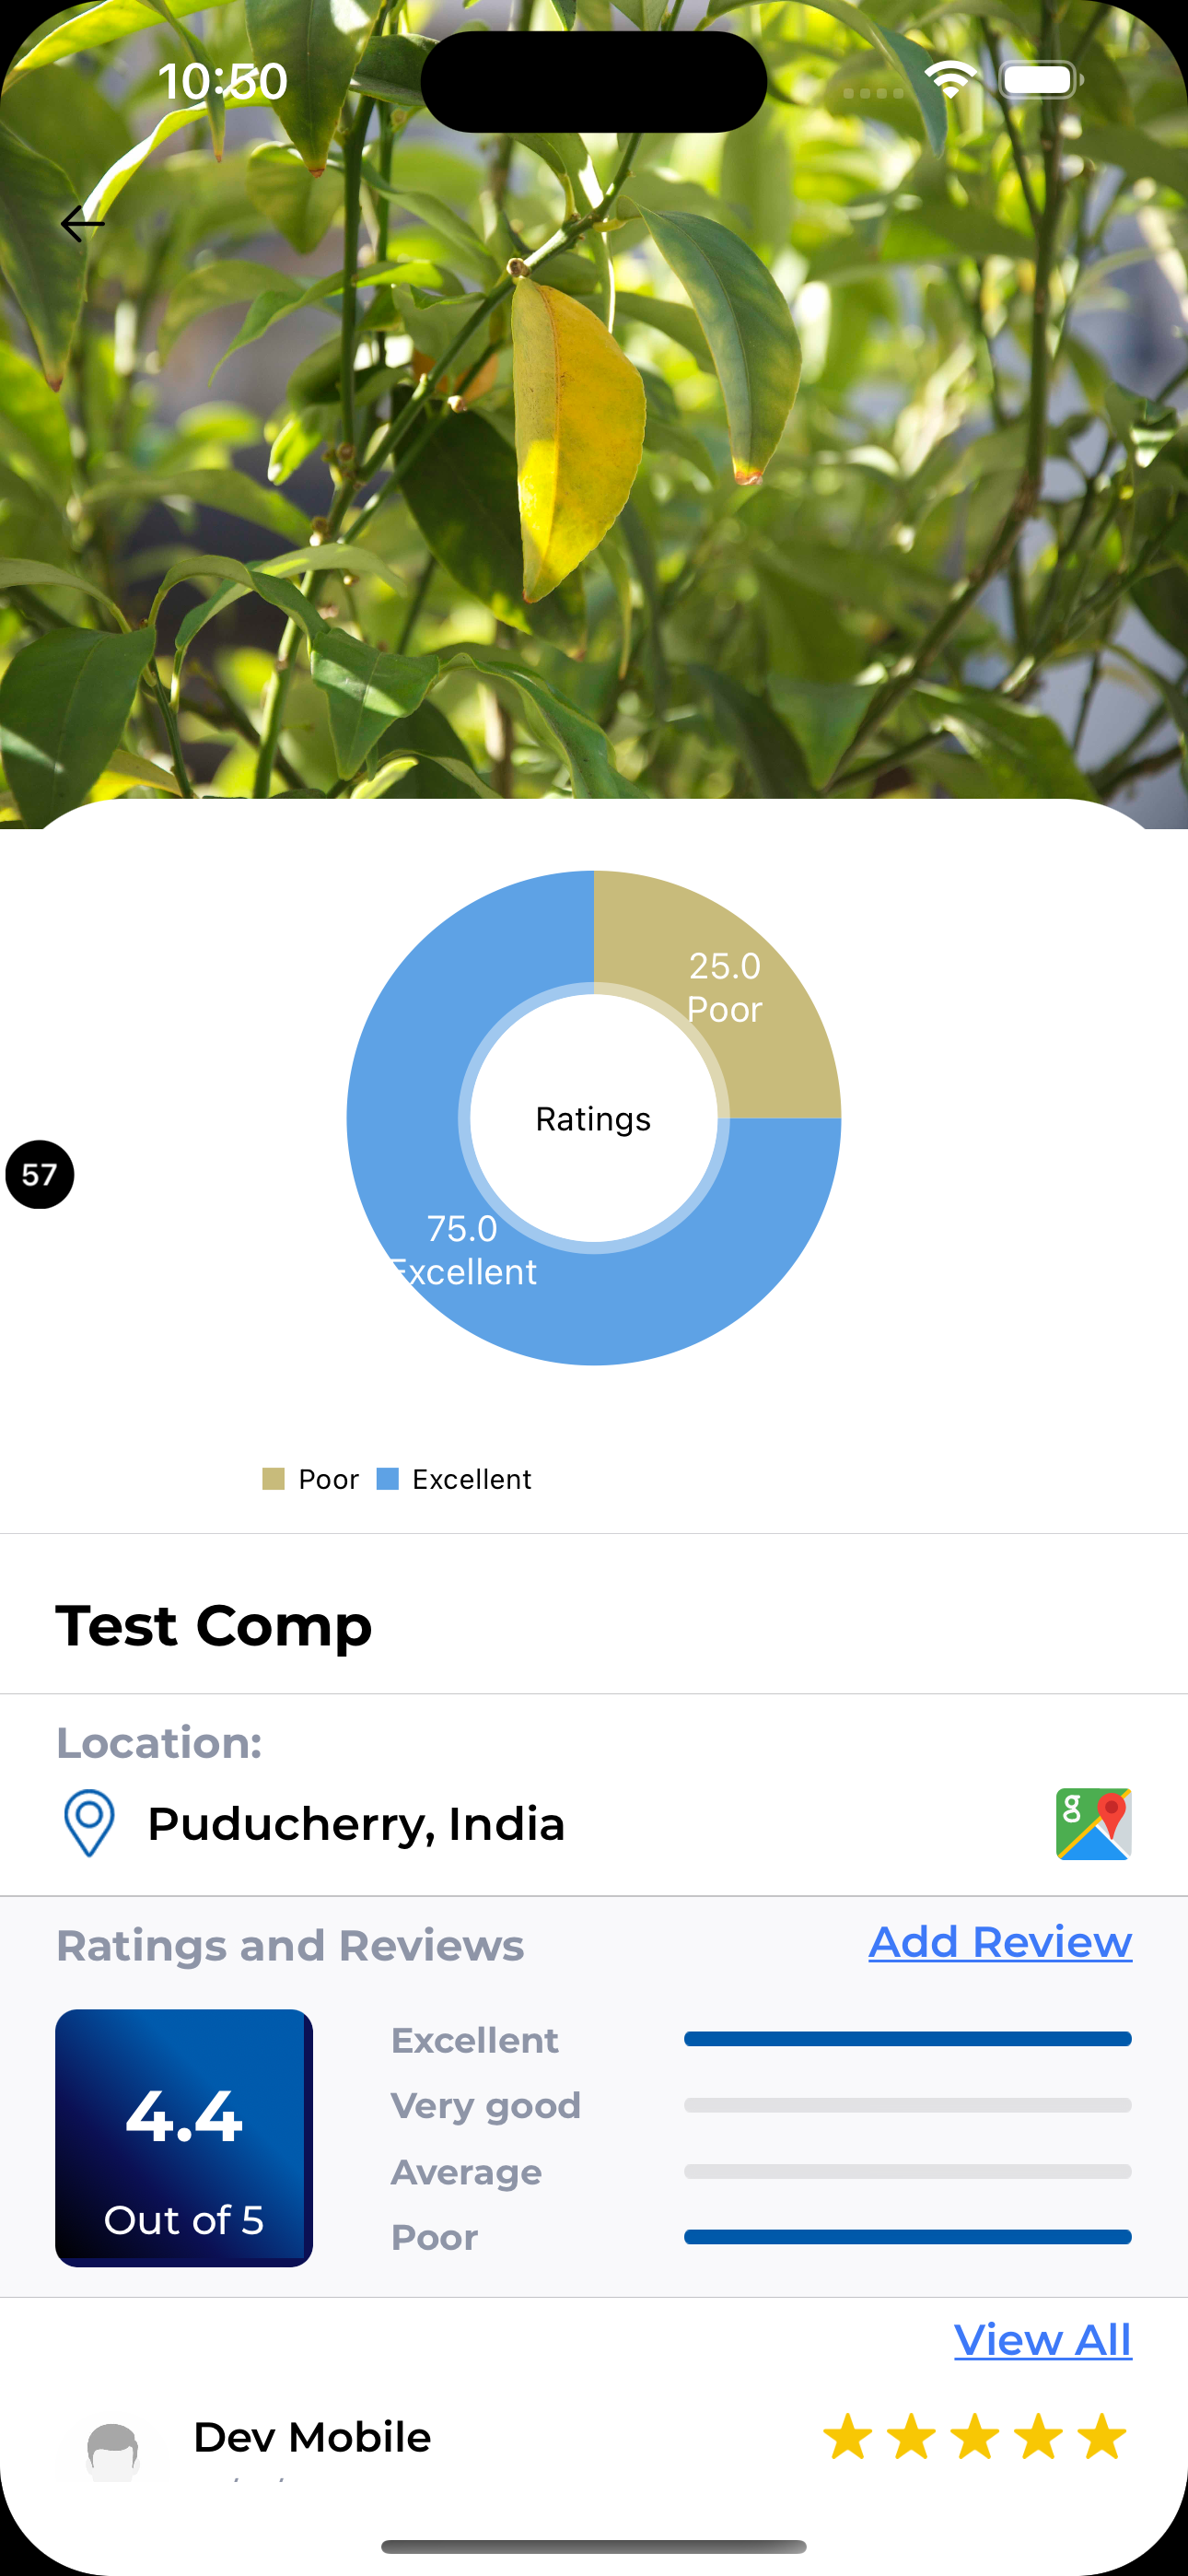 10:50
25.0
Poor
Ratings
57
75.0
Excellent
Poor
Excellent
Test Comp
Location:
Puducherry, India
g
Ratings and Reviews
Add Review
4.4
Out of 5
Excellent
Very good
Average
Poor
View All
Dev Mobile